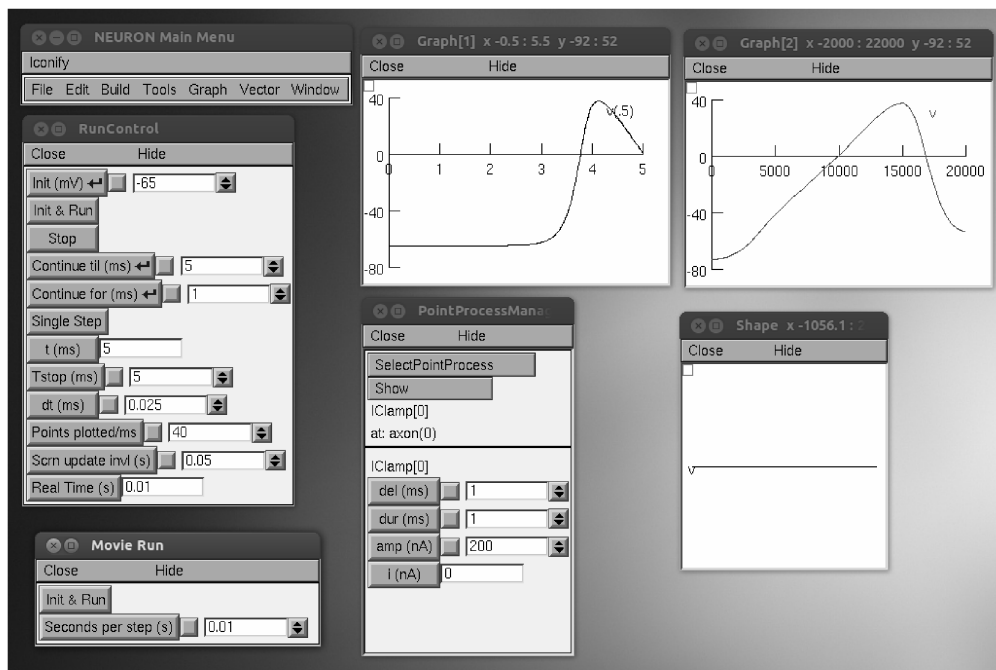 NEURON Main Menu
Iconify
File Edit Build Tools Graph Vector Window
RunControl
Close Hide
Init (mV) -65
Init & Run
Stop
Continue til (ms) 5
Continue for (ms) 1
Single Step
t (ms) 5
Tstop (ms) 5
dt (ms) 0.025
Points plotted/ms 40
Scrn update invl (s) 0.05
Real Time (s) 0.01
Movie Run
Close Hide
Init & Run
Seconds per step (s) 0.01
Graph[1] x -0.5 : 5.5 y -92 : 52
Close Hide
40
v(.5)
0
0 1 2 3 4 5
-40
-80
PointProcessMana
Close Hide
SelectPointProcess
Show
IClamp[0]
at: axon(0)
IClamp[0]
del (ms) 1
dur (ms) 1
amp (nA) 200
i (nA) 0
Graph[2] x -2000 : 22000 y -92 : 52
Close Hide
40
v
0
0 5000 10000 15000 20000
-40
-80
Shape x -1056.1 :
Close Hide
v